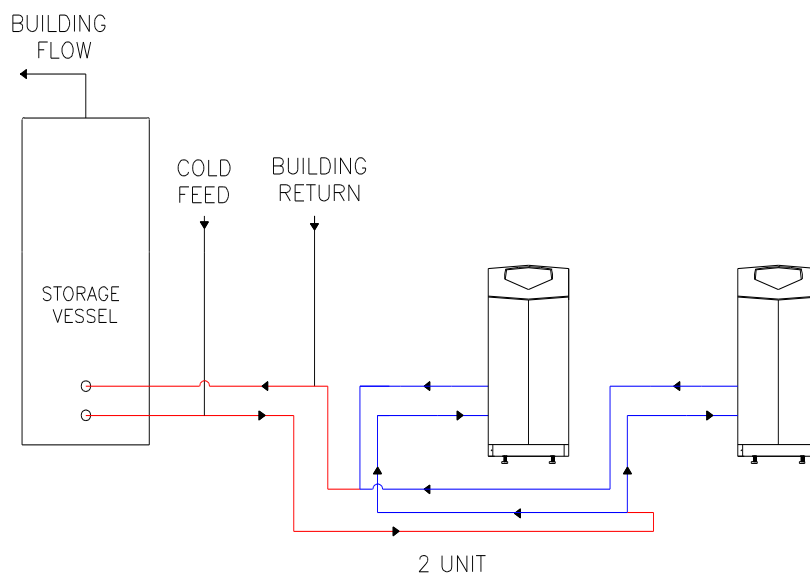 BUILDING
FLOW
COLD
FEED
BUILDING
RETURN
STORAGE
VESSEL
2 UNIT